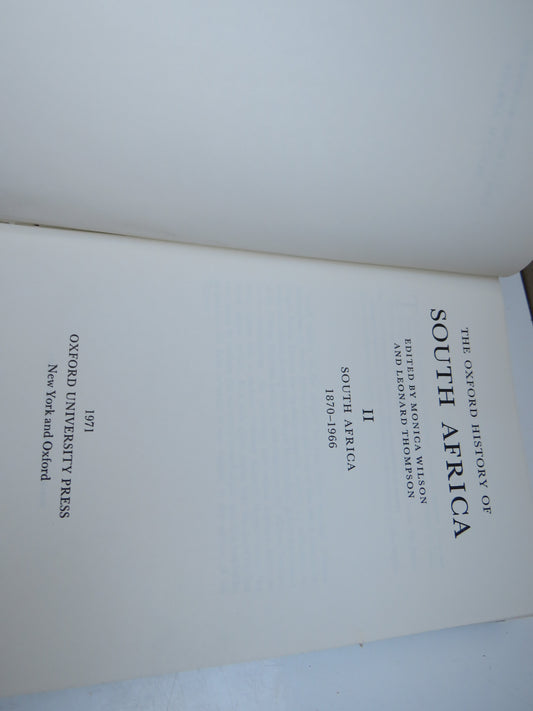 THE OXFORD HISTORY OF
SOUTH AFRICA
EDITED BY MONICA WILSON
AND LEONARD THOMPSON
II
SOUTH AFRICA
1870–1966
1971
OXFORD UNIVERSITY PRESS
New York and Oxford